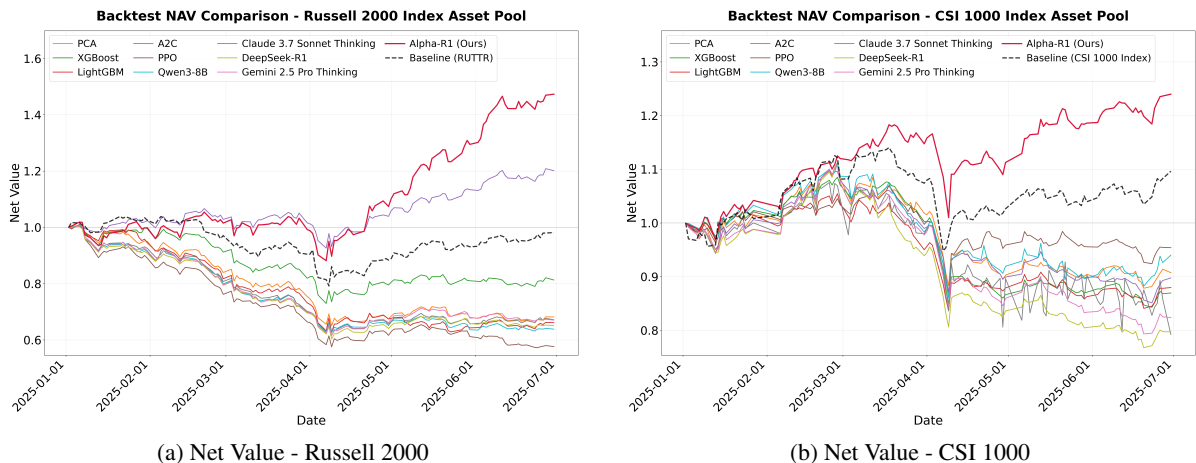 Backtest NAV Comparison - Russell 2000 Index Asset Pool
PCA
XGBoost
LightGBM
A2C
PPO
Qwen3-8B
Claude 3.7 Sonnet Thinking
DeepSeek-R1
Gemini 2.5 Pro Thinking
Alpha-R1 (Ours)
Baseline (RUTTR)
Net Value
1.6
1.4
1.2
1.0
0.8
0.6
2025-01-01
2025-02-01
2025-03-01
2025-04-01
2025-05-01
2025-06-01
2025-07-01
Date
(a) Net Value - Russell 2000
Backtest NAV Comparison - CSI 1000 Index Asset Pool
PCA
XGBoost
LightGBM
A2C
PPO
Qwen3-8B
Claude 3.7 Sonnet Thinking
DeepSeek-R1
Gemini 2.5 Pro Thinking
Alpha-R1 (Ours)
Baseline (CSI 1000 Index)
Net Value
1.3
1.2
1.1
1.0
0.9
0.8
2025-01-01
2025-02-01
2025-03-01
2025-04-01
2025-05-01
2025-06-01
2025-07-01
Date
(b) Net Value - CSI 1000